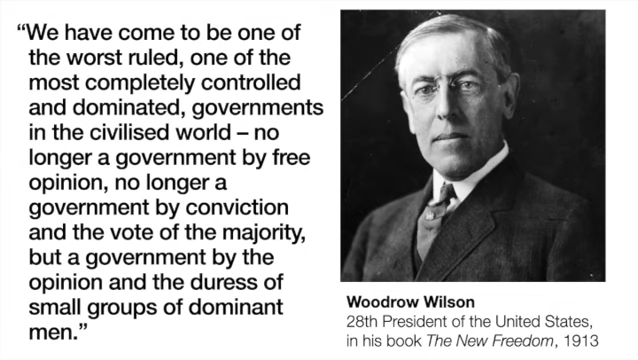 “We have come to be one of
the worst ruled, one of the
most completely controlled
and dominated, governments
in the civilised world – no
longer a government by free
opinion, no longer a
government by conviction
and the vote of the majority,
but a government by the
opinion and the duress of
small groups of dominant
men.”
Woodrow Wilson
28th President of the United States,
in his book The New Freedom, 1913